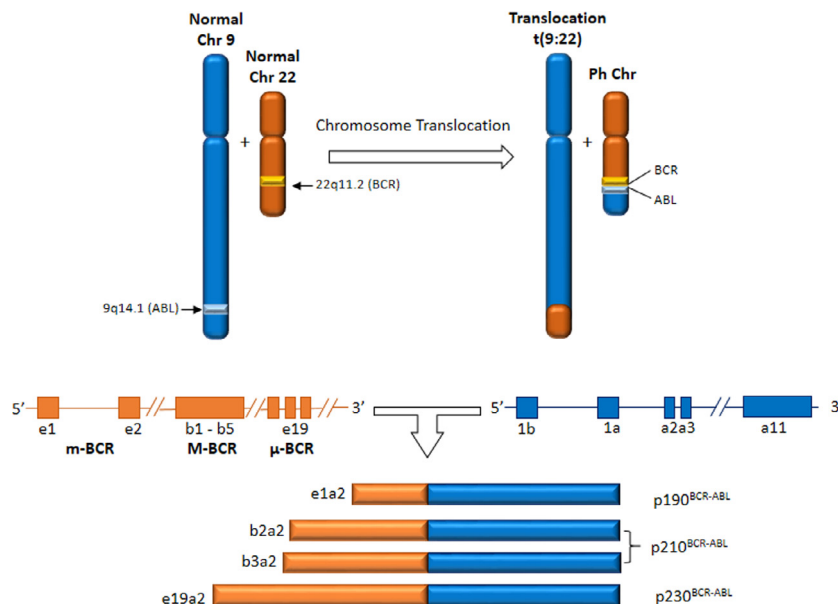 Normal
Chr 9
Normal
Chr 22
+
Chromosome Translocation
22q11.2 (BCR)
9q14.1 (ABL)
Translocation
t(9:22)
Ph Chr
+
BCR
ABL
5′ 3′
e1 e2 b1 - b5 e19
m-BCR M-BCR µ-BCR
5′ 3
1b 1a a2a3 a11
e1a2 p190BCR-ABL
b2a2
p210BCR-ABL
b3a2
e19a2 p230BCR-ABL